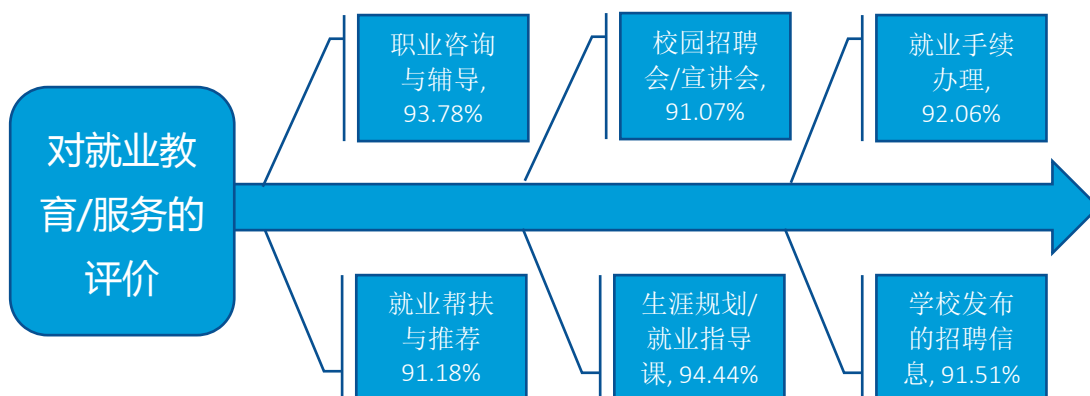 对就业教
育/服务的
评价
职业咨询
与辅导,
93.78%
校园招聘
会/宣讲会,
91.07%
就业手续
办理,
92.06%
就业帮扶
与推荐
91.18%
生涯规划/
就业指导
课, 94.44%
学校发布
的招聘信
息, 91.51%